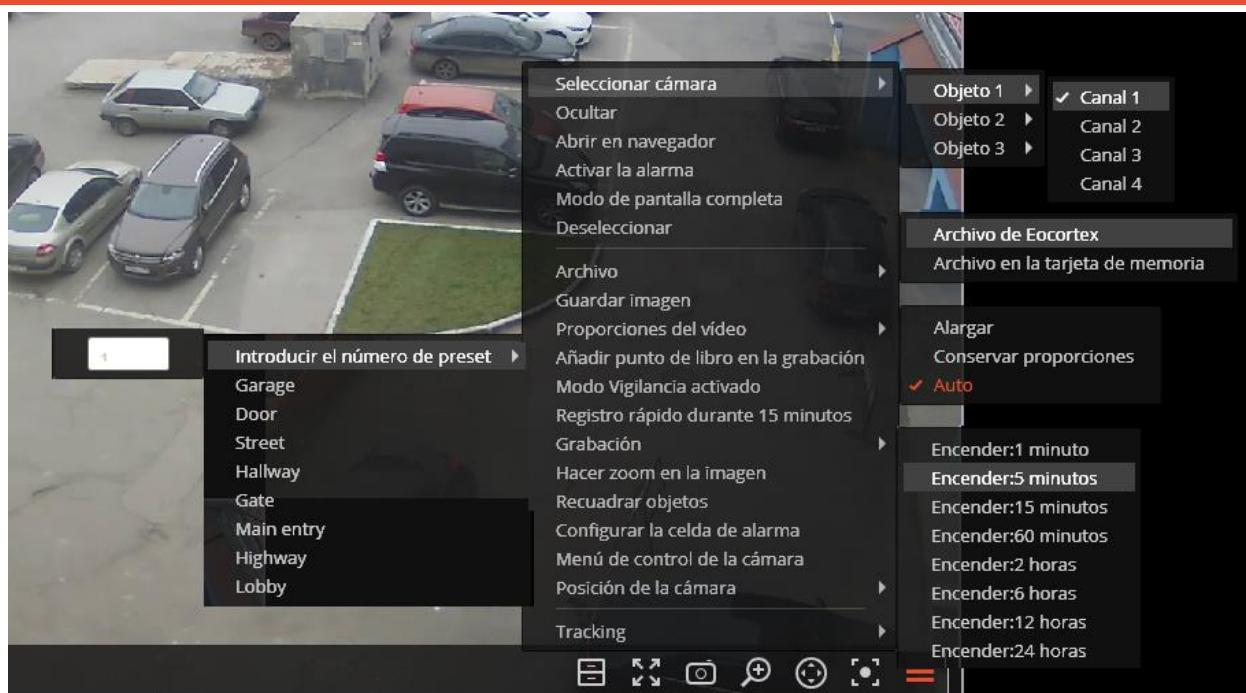 Seleccionar cámara
Ocultar
Abrir en navegador
Activar la alarma
Modo de pantalla completa
Deseleccionar
Archivo
Guardar imagen
Proporciones del vídeo
Añadir punto de libro en la grabación
Modo Vigilancia activado
Registro rápido durante 15 minutos
Grabación
Hacer zoom en la imagen
Recuadrar objetos
Configurar la celda de alarma
Menú de control de la cámara
Posición de la cámara
Tracking
Objeto 1
Objeto 2
Objeto 3
Canal 1
Canal 2
Canal 3
Canal 4
Archivo de Eocortex
Archivo en la tarjeta de memoria
Alargar
Conservar proporciones
Auto
Encender:1 minuto
Encender:5 minutos
Encender:15 minutos
Encender:60 minutos
Encender:2 horas
Encender:6 horas
Encender:12 horas
Encender:24 horas
1
Introducir el número de preset
Garage
Door
Street
Hallway
Gate
Main entry
Highway
Lobby